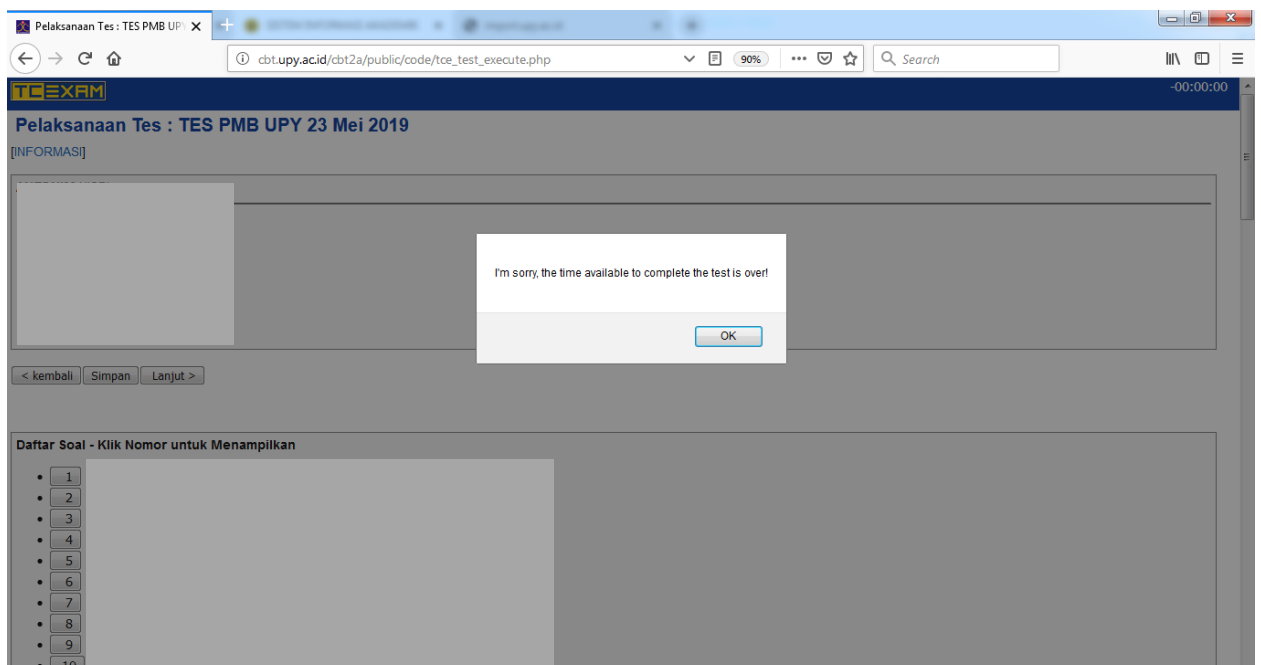 Pelaksanaan Tes : TES PMB UPY
cbt.upy.ac.id/cbt2a/public/code/tce_test_execute.php
90%
Search
TCEXAM
-00:00:00
Pelaksanaan Tes : TES PMB UPY 23 Mei 2019
[INFORMASI]
I'm sorry, the time available to complete the test is over!
OK
< kembali
Simpan
Lanjut >
Daftar Soal - Klik Nomor untuk Menampilkan
1
2
3
4
5
6
7
8
9
10